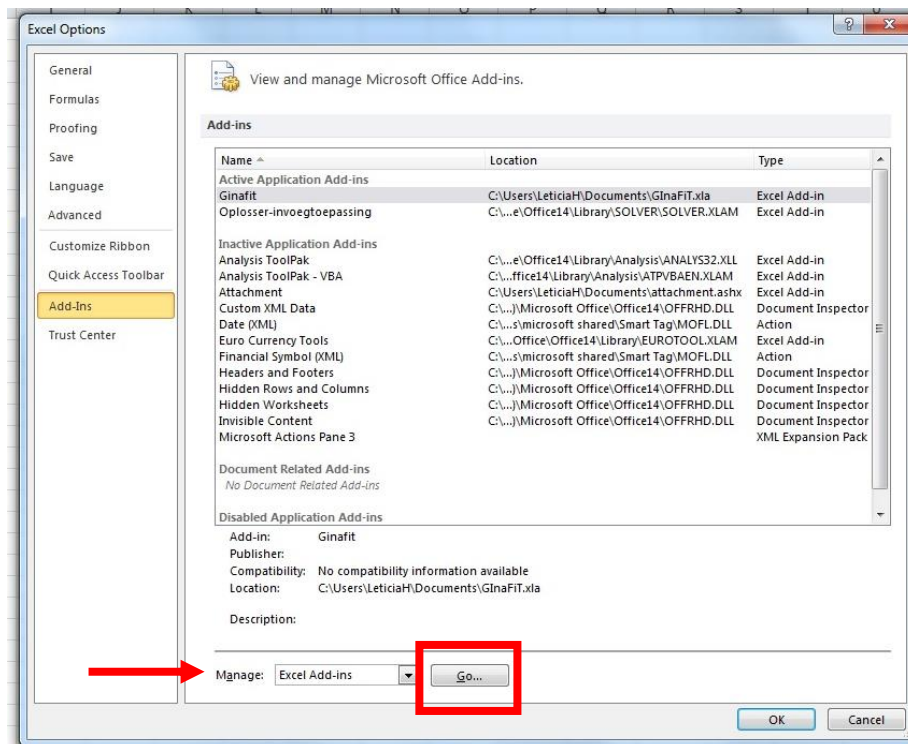 Excel Options
General
Formulas
Proofing
Save
Language
Advanced
Customize Ribbon
Quick Access Toolbar
Add-Ins
Trust Center
View and manage Microsoft Office Add-ins.
Add-ins
Name Location Type
Active Application Add-ins
Ginafit C:\Users\LeticiaH\Documents\GInaFiT.xla Excel Add-in
Oplosser-invoegtoepassing C:\...e\Office14\Library\SOLVER\SOLVER.XLAM Excel Add-in
Inactive Application Add-ins
Analysis ToolPak C:\...e\Office14\Library\Analysis\ANALYS32.XLL Excel Add-in
Analysis ToolPak - VBA C:\...ffice14\Library\Analysis\ATPVBAEN.XLAM Excel Add-in
Attachment C:\Users\LeticiaH\Documents\attachment.ashx Excel Add-in
Custom XML Data C:\...)\Microsoft Office\Office14\OFFRHD.DLL Document Inspector
Date (XML) C:\...s\microsoft shared\Smart Tag\MOFL.DLL Action
Euro Currency Tools C:\...Office\Office14\Library\EUROTOOL.XLAM Excel Add-in
Financial Symbol (XML) C:\...s\microsoft shared\Smart Tag\MOFL.DLL Action
Headers and Footers C:\...)\Microsoft Office\Office14\OFFRHD.DLL Document Inspector
Hidden Rows and Columns C:\...)\Microsoft Office\Office14\OFFRHD.DLL Document Inspector
Hidden Worksheets C:\...)\Microsoft Office\Office14\OFFRHD.DLL Document Inspector
Invisible Content C:\...)\Microsoft Office\Office14\OFFRHD.DLL Document Inspector
Microsoft Actions Pane 3 XML Expansion Pack
Document Related Add-ins
No Document Related Add-ins
Disabled Application Add-ins
Add-in: Ginafit
Publisher:
Compatibility: No compatibility information available
Location: C:\Users\LeticiaH\Documents\GInaFiT.xla
Description:
Manage: Excel Add-ins Go...
OK Cancel